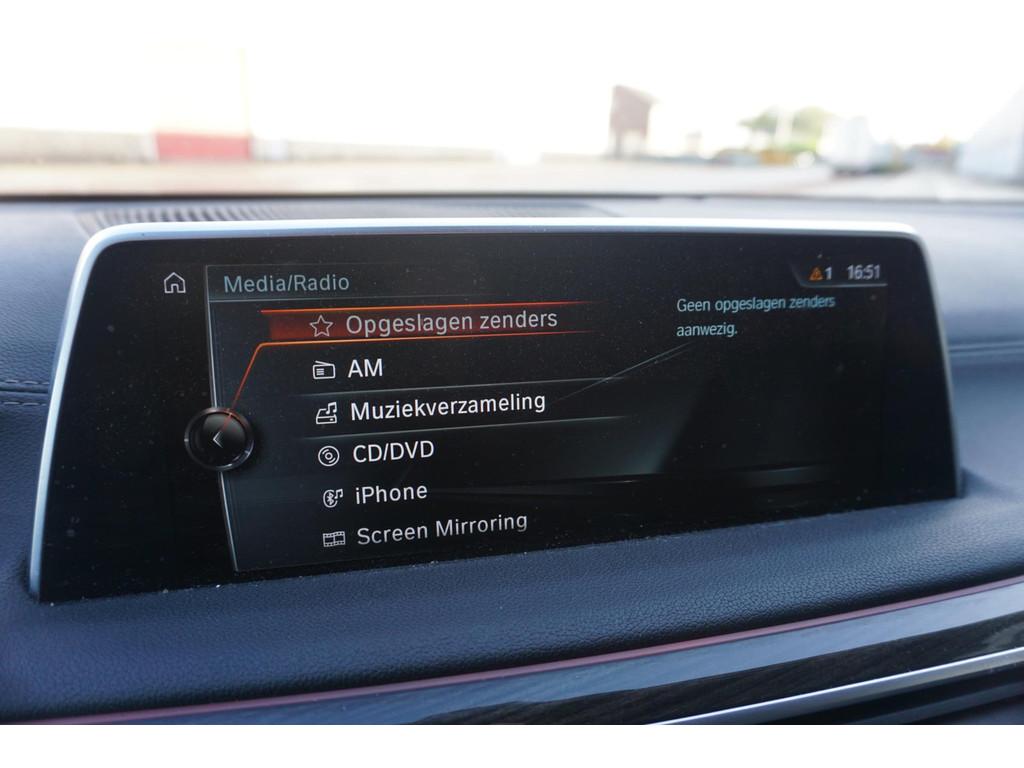 Media/Radio
1 16:51
Opgeslagen zenders
Geen opgeslagen zenders
aanwezig.
AM
Muziekverzameling
CD/DVD
iPhone
Screen Mirroring